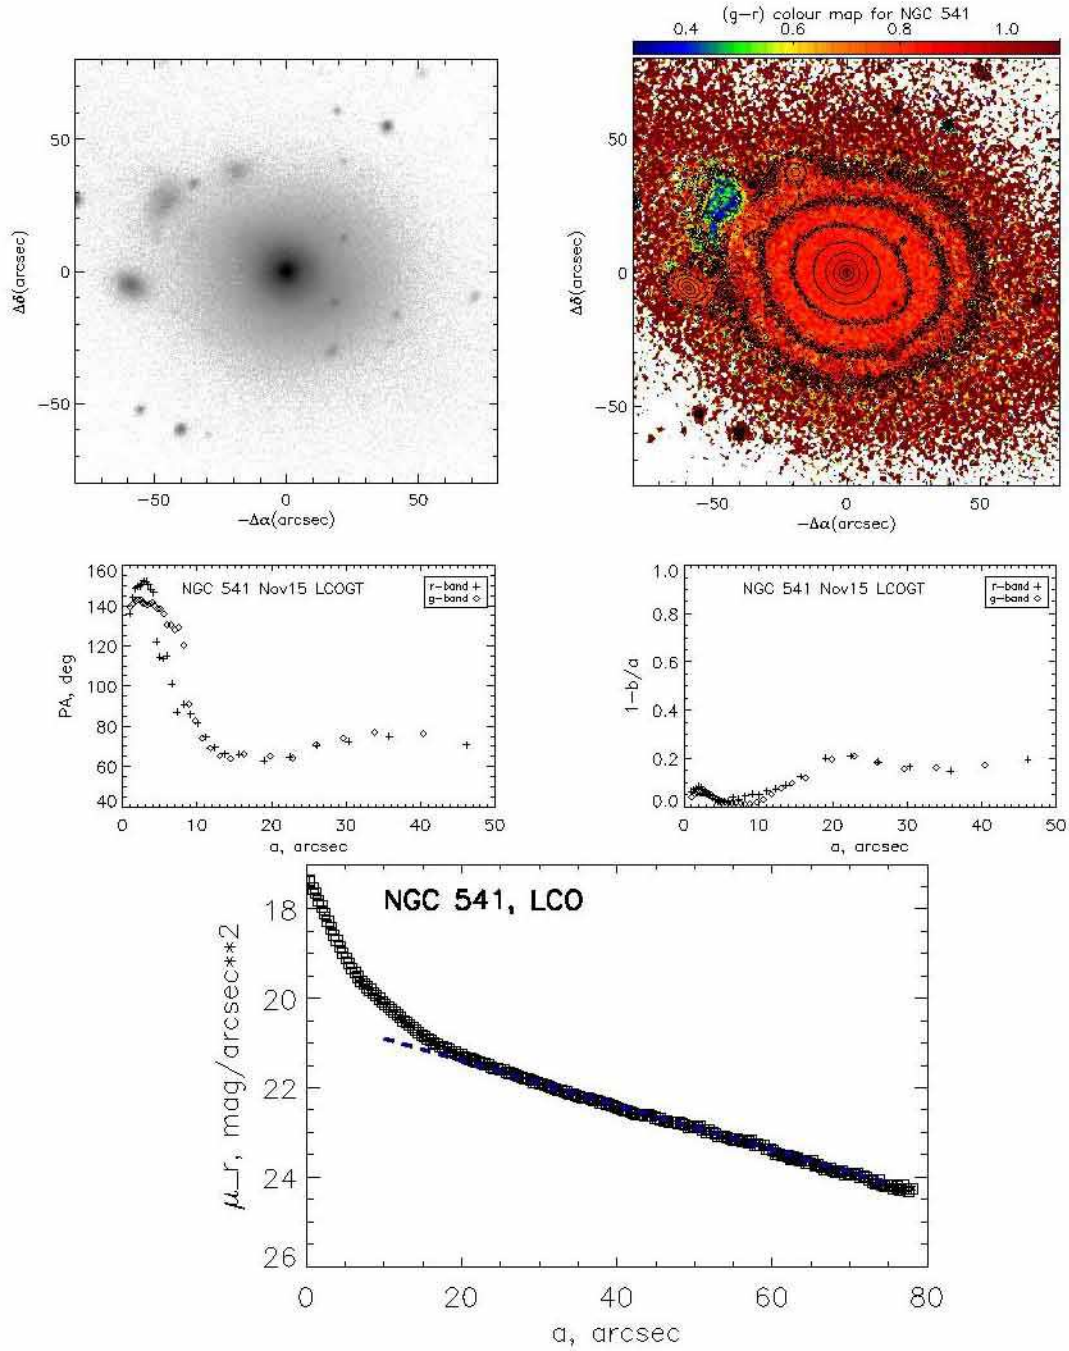 (g−r) colour map for NGC 541
0.4 0.6 0.8 1.0
Δδ(arcsec)
50
0
−50
−50 0 50
−Δα(arcsec)
Δδ(arcsec)
50
0
−50
−50 0 50
−Δα(arcsec)
NGC 541 Nov15 LCOGT
r−band +
g−band ◇
PA, deg
160
140
120
100
80
60
40
0 10 20 30 40 50
a, arcsec
NGC 541 Nov15 LCOGT
r−band +
g−band ◇
1−b/a
1.0
0.8
0.6
0.4
0.2
0.0
0 10 20 30 40 50
a, arcsec
NGC 541, LCO
μ_r, mag/arcsec**2
18
20
22
24
26
0 20 40 60 80
a, arcsec